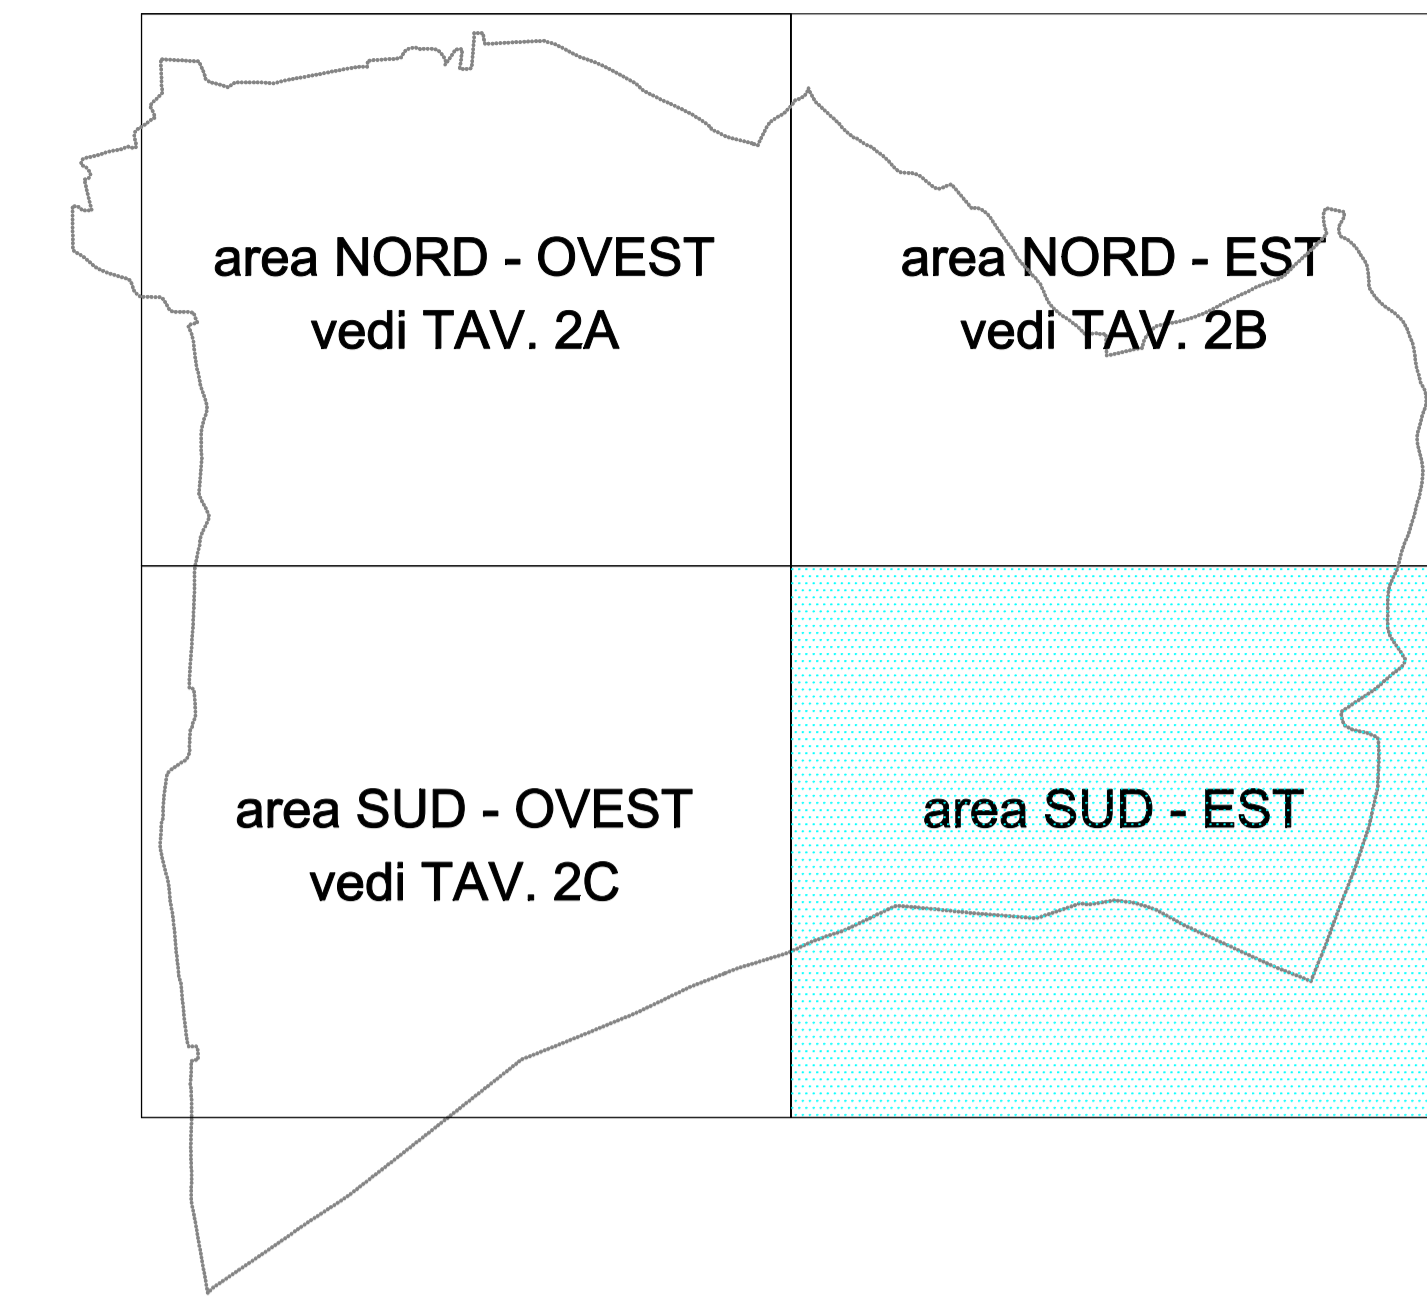 area NORD - OVEST
vedi TAV. 2A
area NORD - EST
vedi TAV. 2B
area SUD - OVEST
vedi TAV. 2C
area SUD - EST